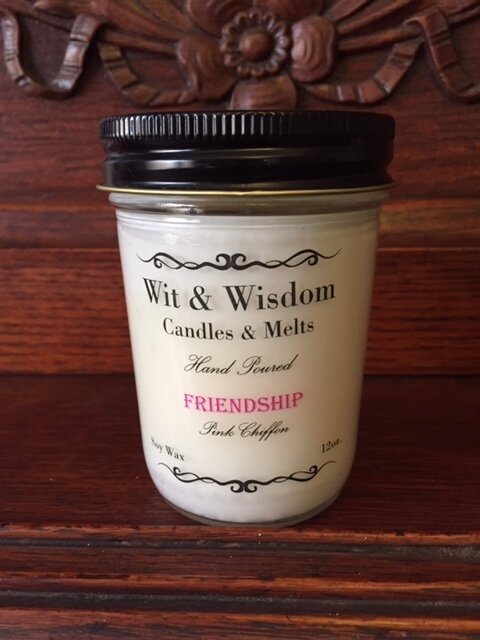 Wit & Wisdom
Candles & Melts
Hand Poured
FRIENDSHIP
Pink Chiffon
Soy Wax 12oz.